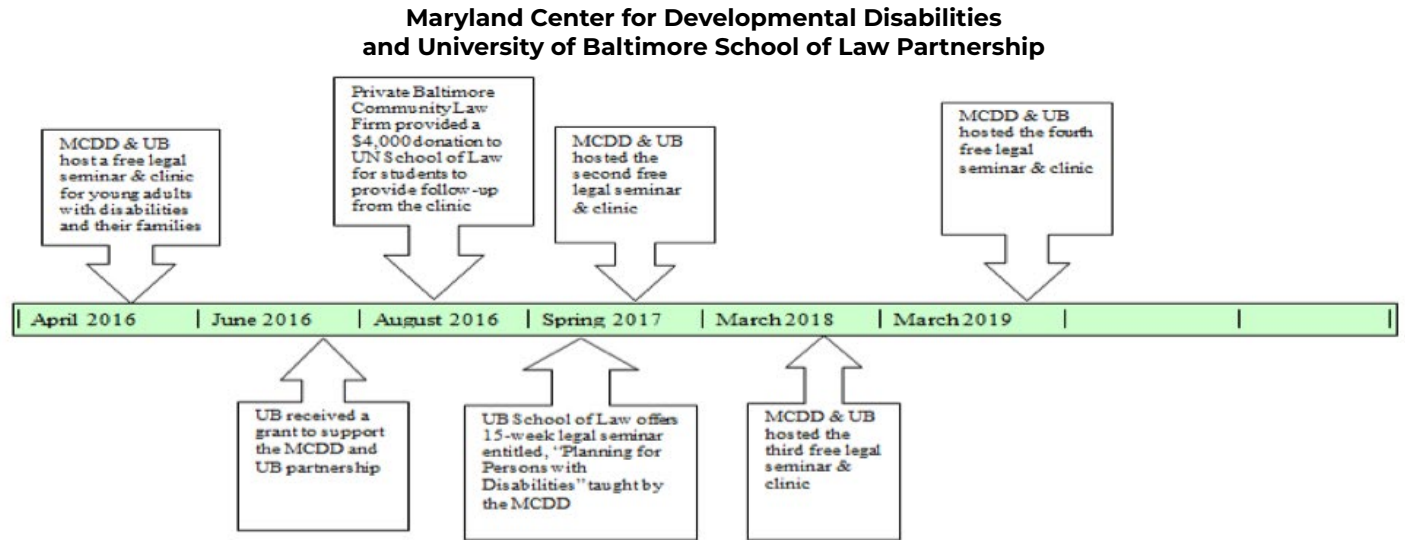 Maryland Center for Developmental Disabilities
and University of Baltimore School of Law Partnership
MCDD & UB
host a free legal
seminar & clinic
for young adults
with disabilities
and their families
Private Baltimore
Community Law
Firm provided a
$4,000 donation to
UN School of Law
for students to
provide follow-up
from the clinic
MCDD & UB
hosted the
second free
legal seminar
& clinic
MCDD & UB
hosted the fourth
free legal
seminar & clinic
| April 2016 | June 2016 | August 2016 | Spring 2017 | March 2018 | March 2019 | | |
UB received a
grant to support
the MCDD and
UB partnership
UB School of Law offers
15-week legal seminar
entitled, “Planning for
Persons with
Disabilities” taught by
the MCDD
MCDD & UB
hosted the
third free legal
seminar &
clinic